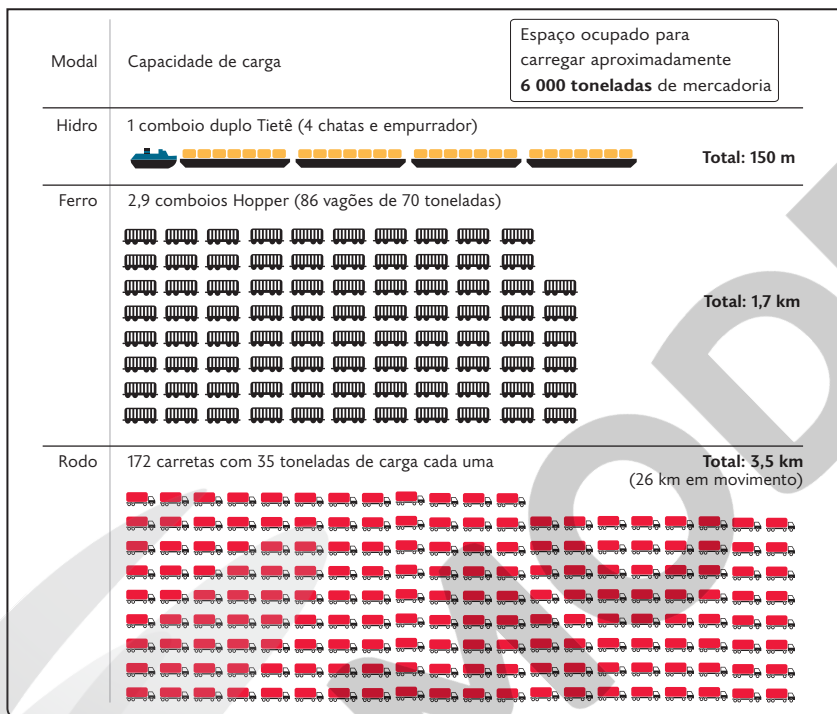 Modal
Capacidade de carga
Espaço ocupado para
carregar aproximadamente
6 000 toneladas de mercadoria
Hidro
1 comboio duplo Tietê (4 chatas e empurrador)
Total: 150 m
Ferro
2,9 comboios Hopper (86 vagões de 70 toneladas)
Total: 1,7 km
Rodo
172 carretas com 35 toneladas de carga cada uma
Total: 3,5 km
(26 km em movimento)
MOD